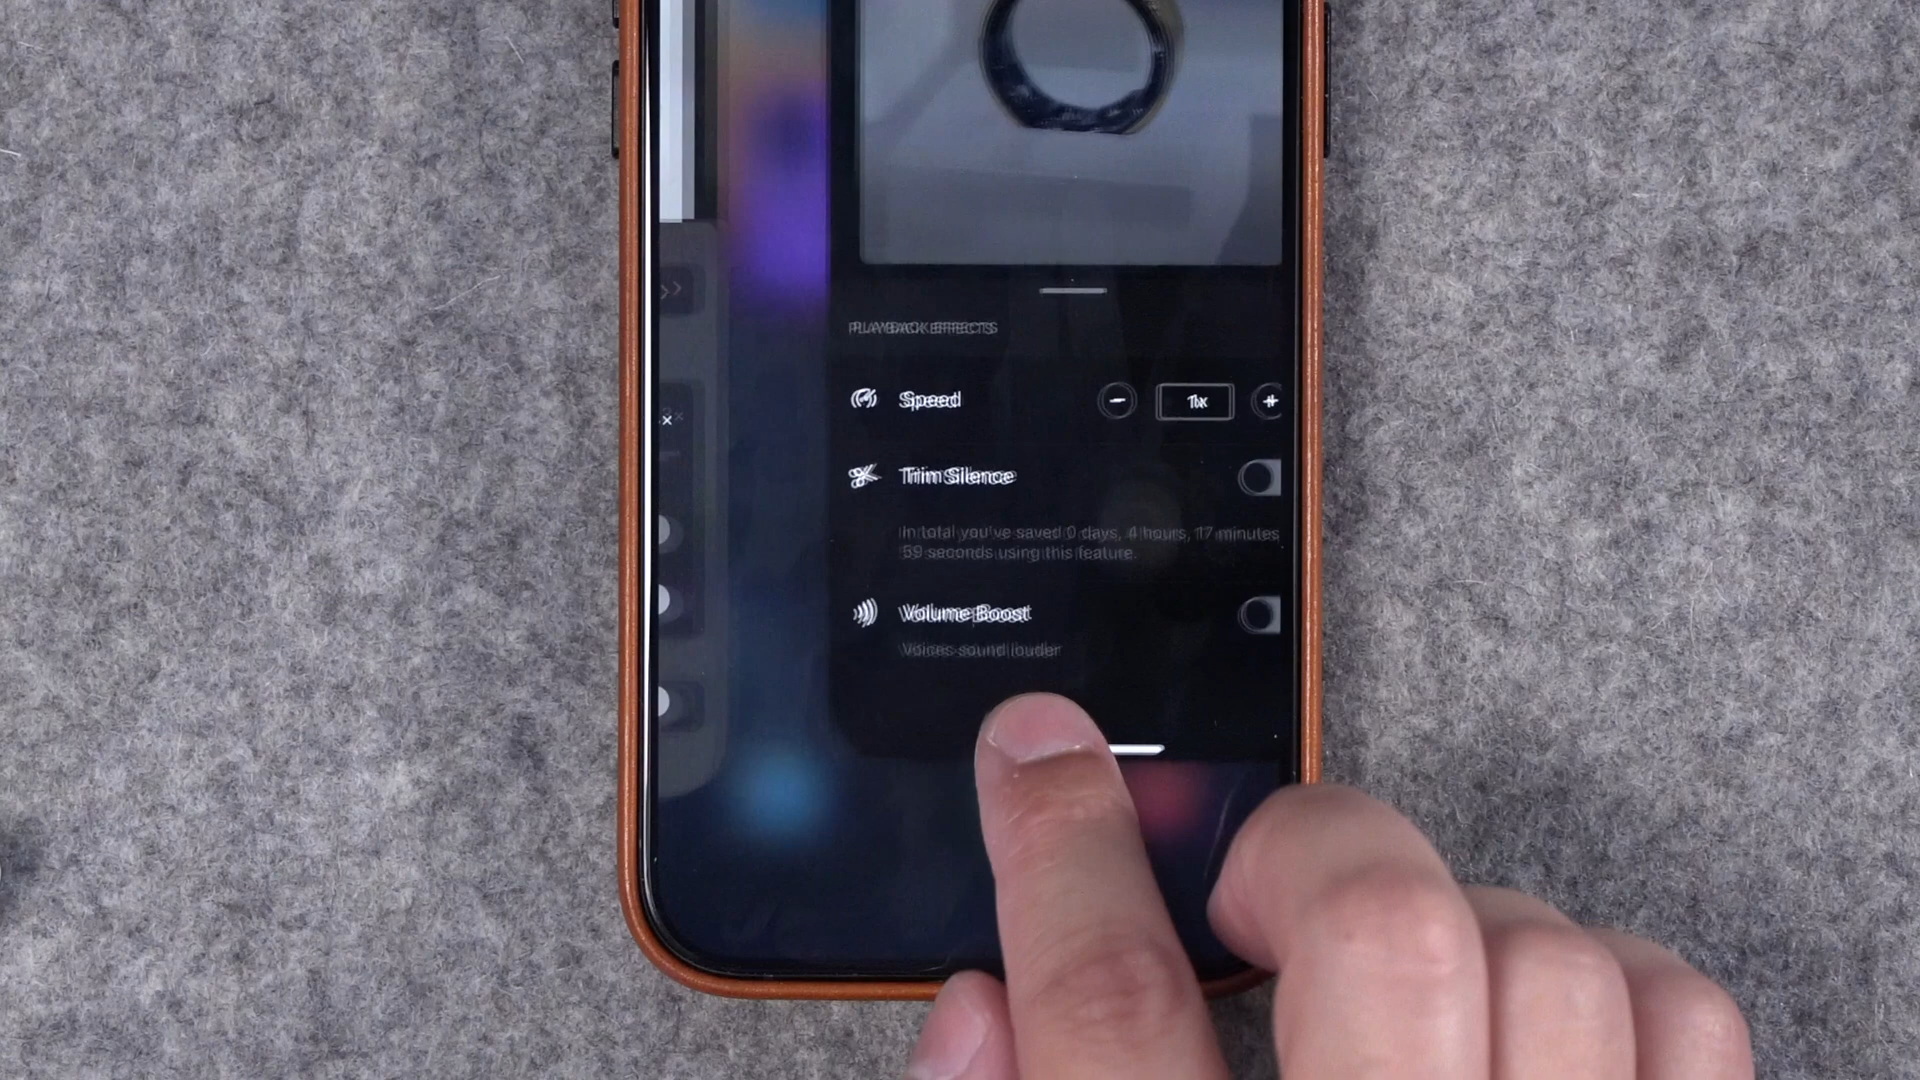 PLAYBACK EFFECTS
Speed
1x
Trim Silence
In total you've saved 0 days, 4 hours, 17 minutes
59 seconds using this feature.
Volume Boost
Voices sound louder